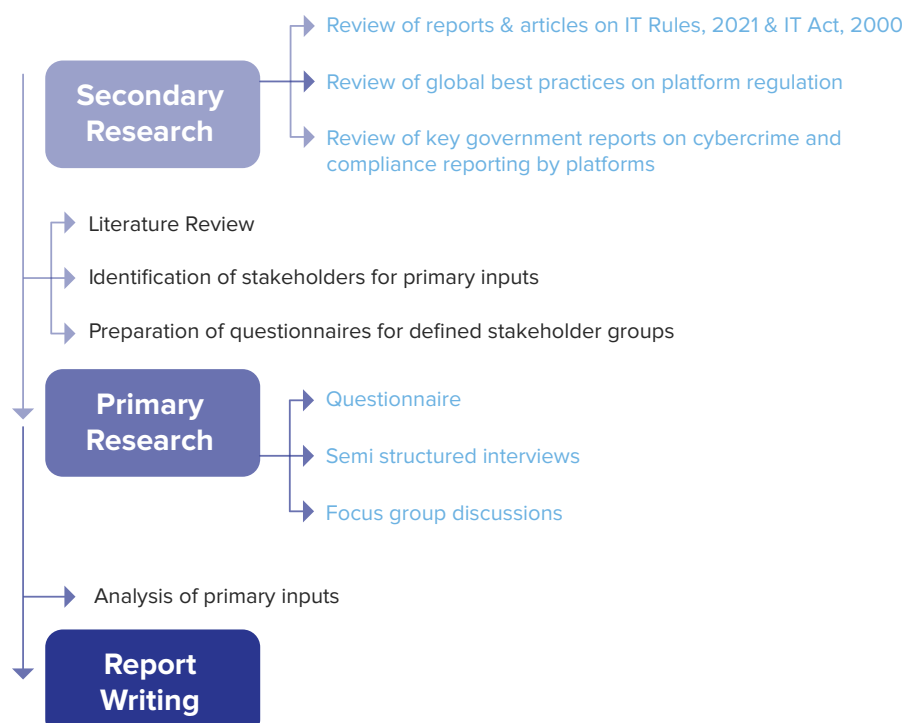 Review of reports & articles on IT Rules, 2021 & IT Act, 2000
Secondary
Research
Review of global best practices on platform regulation
Review of key government reports on cybercrime and
compliance reporting by platforms
Literature Review
Identification of stakeholders for primary inputs
Preparation of questionnaires for defined stakeholder groups
Primary
Research
Questionnaire
Semi structured interviews
Focus group discussions
Analysis of primary inputs
Report
Writing